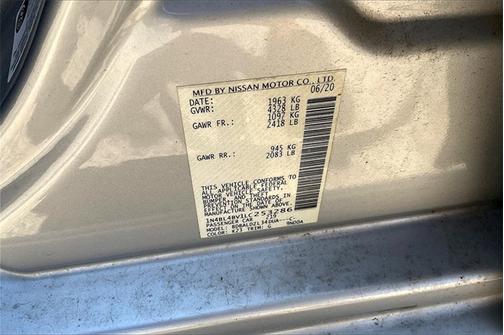 MFD BY NISSAN MOTOR CO., LTD.
DATE: 06/20
GVWR: 1963 KG
4328 LB
GAWR FR.: 1097 KG
2418 LB
GAWR RR.: 945 KG
2083 LB
THIS VEHICLE CONFORMS TO
ALL APPLICABLE FEDERAL
MOTOR VEHICLE SAFETY,
BUMPER, AND THEFT
PREVENTION STANDARDS
IN EFFECT ON THE DATE OF
MANUFACTURE SHOWN ABOVE.
1N4BL4BV1LC253286
PASSENGER CAR
COLOR: K23 TRIM: G